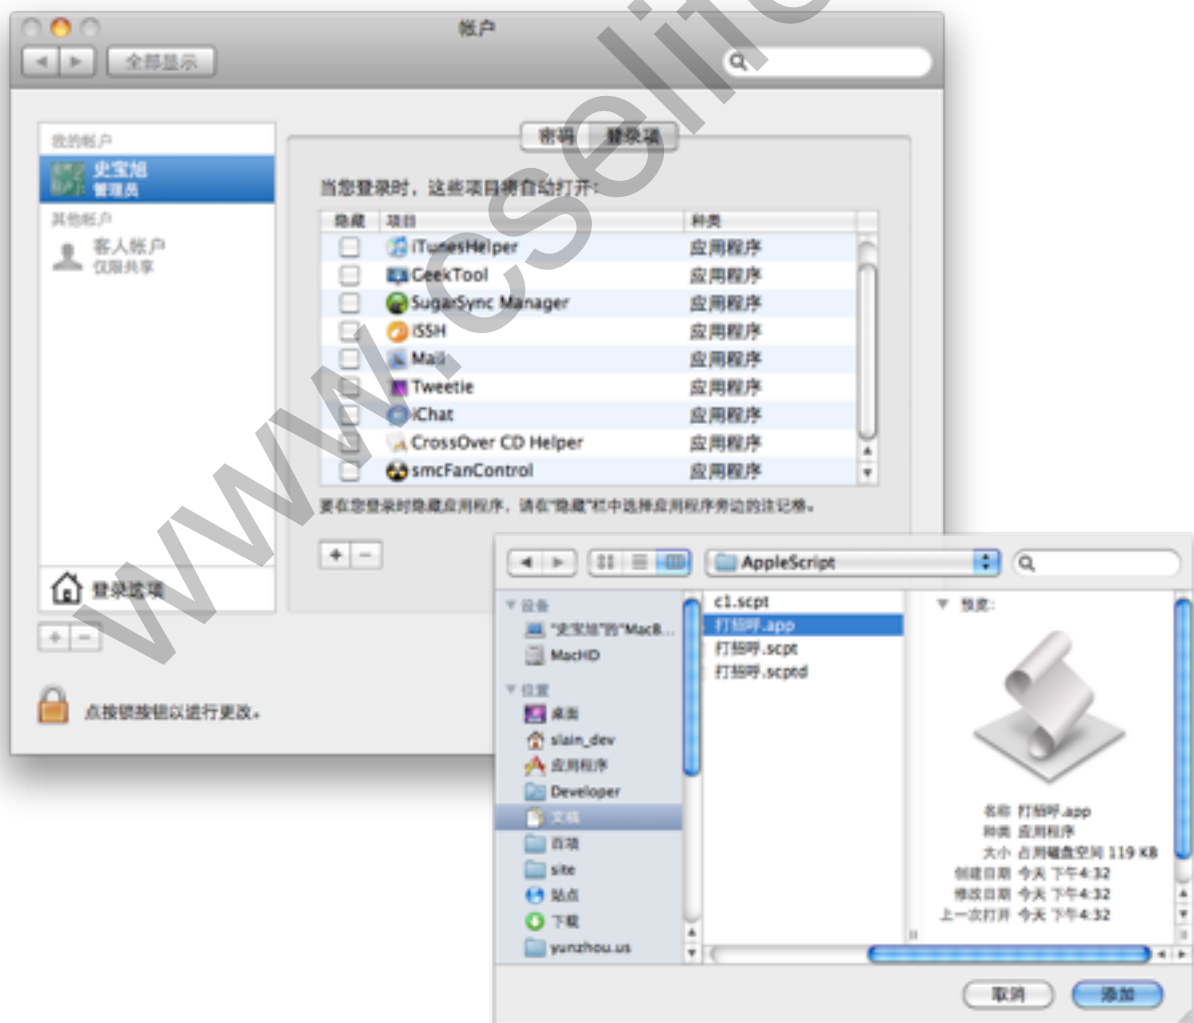 帐户
全部显示
我的帐户
史宝旭
管理员
其他帐户
客人帐户
仅限共享
登录选项
点按锁按钮以进行更改。
密码 登录项
当您登录时，这些项目将自动打开：
隐藏 项目 种类
iTunesHelper 应用程序
GeekTool 应用程序
SugarSync Manager 应用程序
iSSH 应用程序
Mail 应用程序
Tweetie 应用程序
iChat 应用程序
CrossOver CD Helper 应用程序
smcFanControl 应用程序
要在您登录时隐藏应用程序，请在“隐藏”栏中选择应用程序旁边的注记格。
AppleScript
设备
“史宝旭”的“MacB...
MacHD
位置
桌面
slain_dev
应用程序
Developer
文稿
百项
site
站点
下载
yunzhou.us
c1.scpt
打招呼.app
打招呼.scpt
打招呼.scptd
预览：
名称 打招呼.app
种类 应用程序
大小 占用磁盘空间 119 KB
创建日期 今天 下午4:32
修改日期 今天 下午4:32
上一次打开 今天 下午4:32
取消 添加